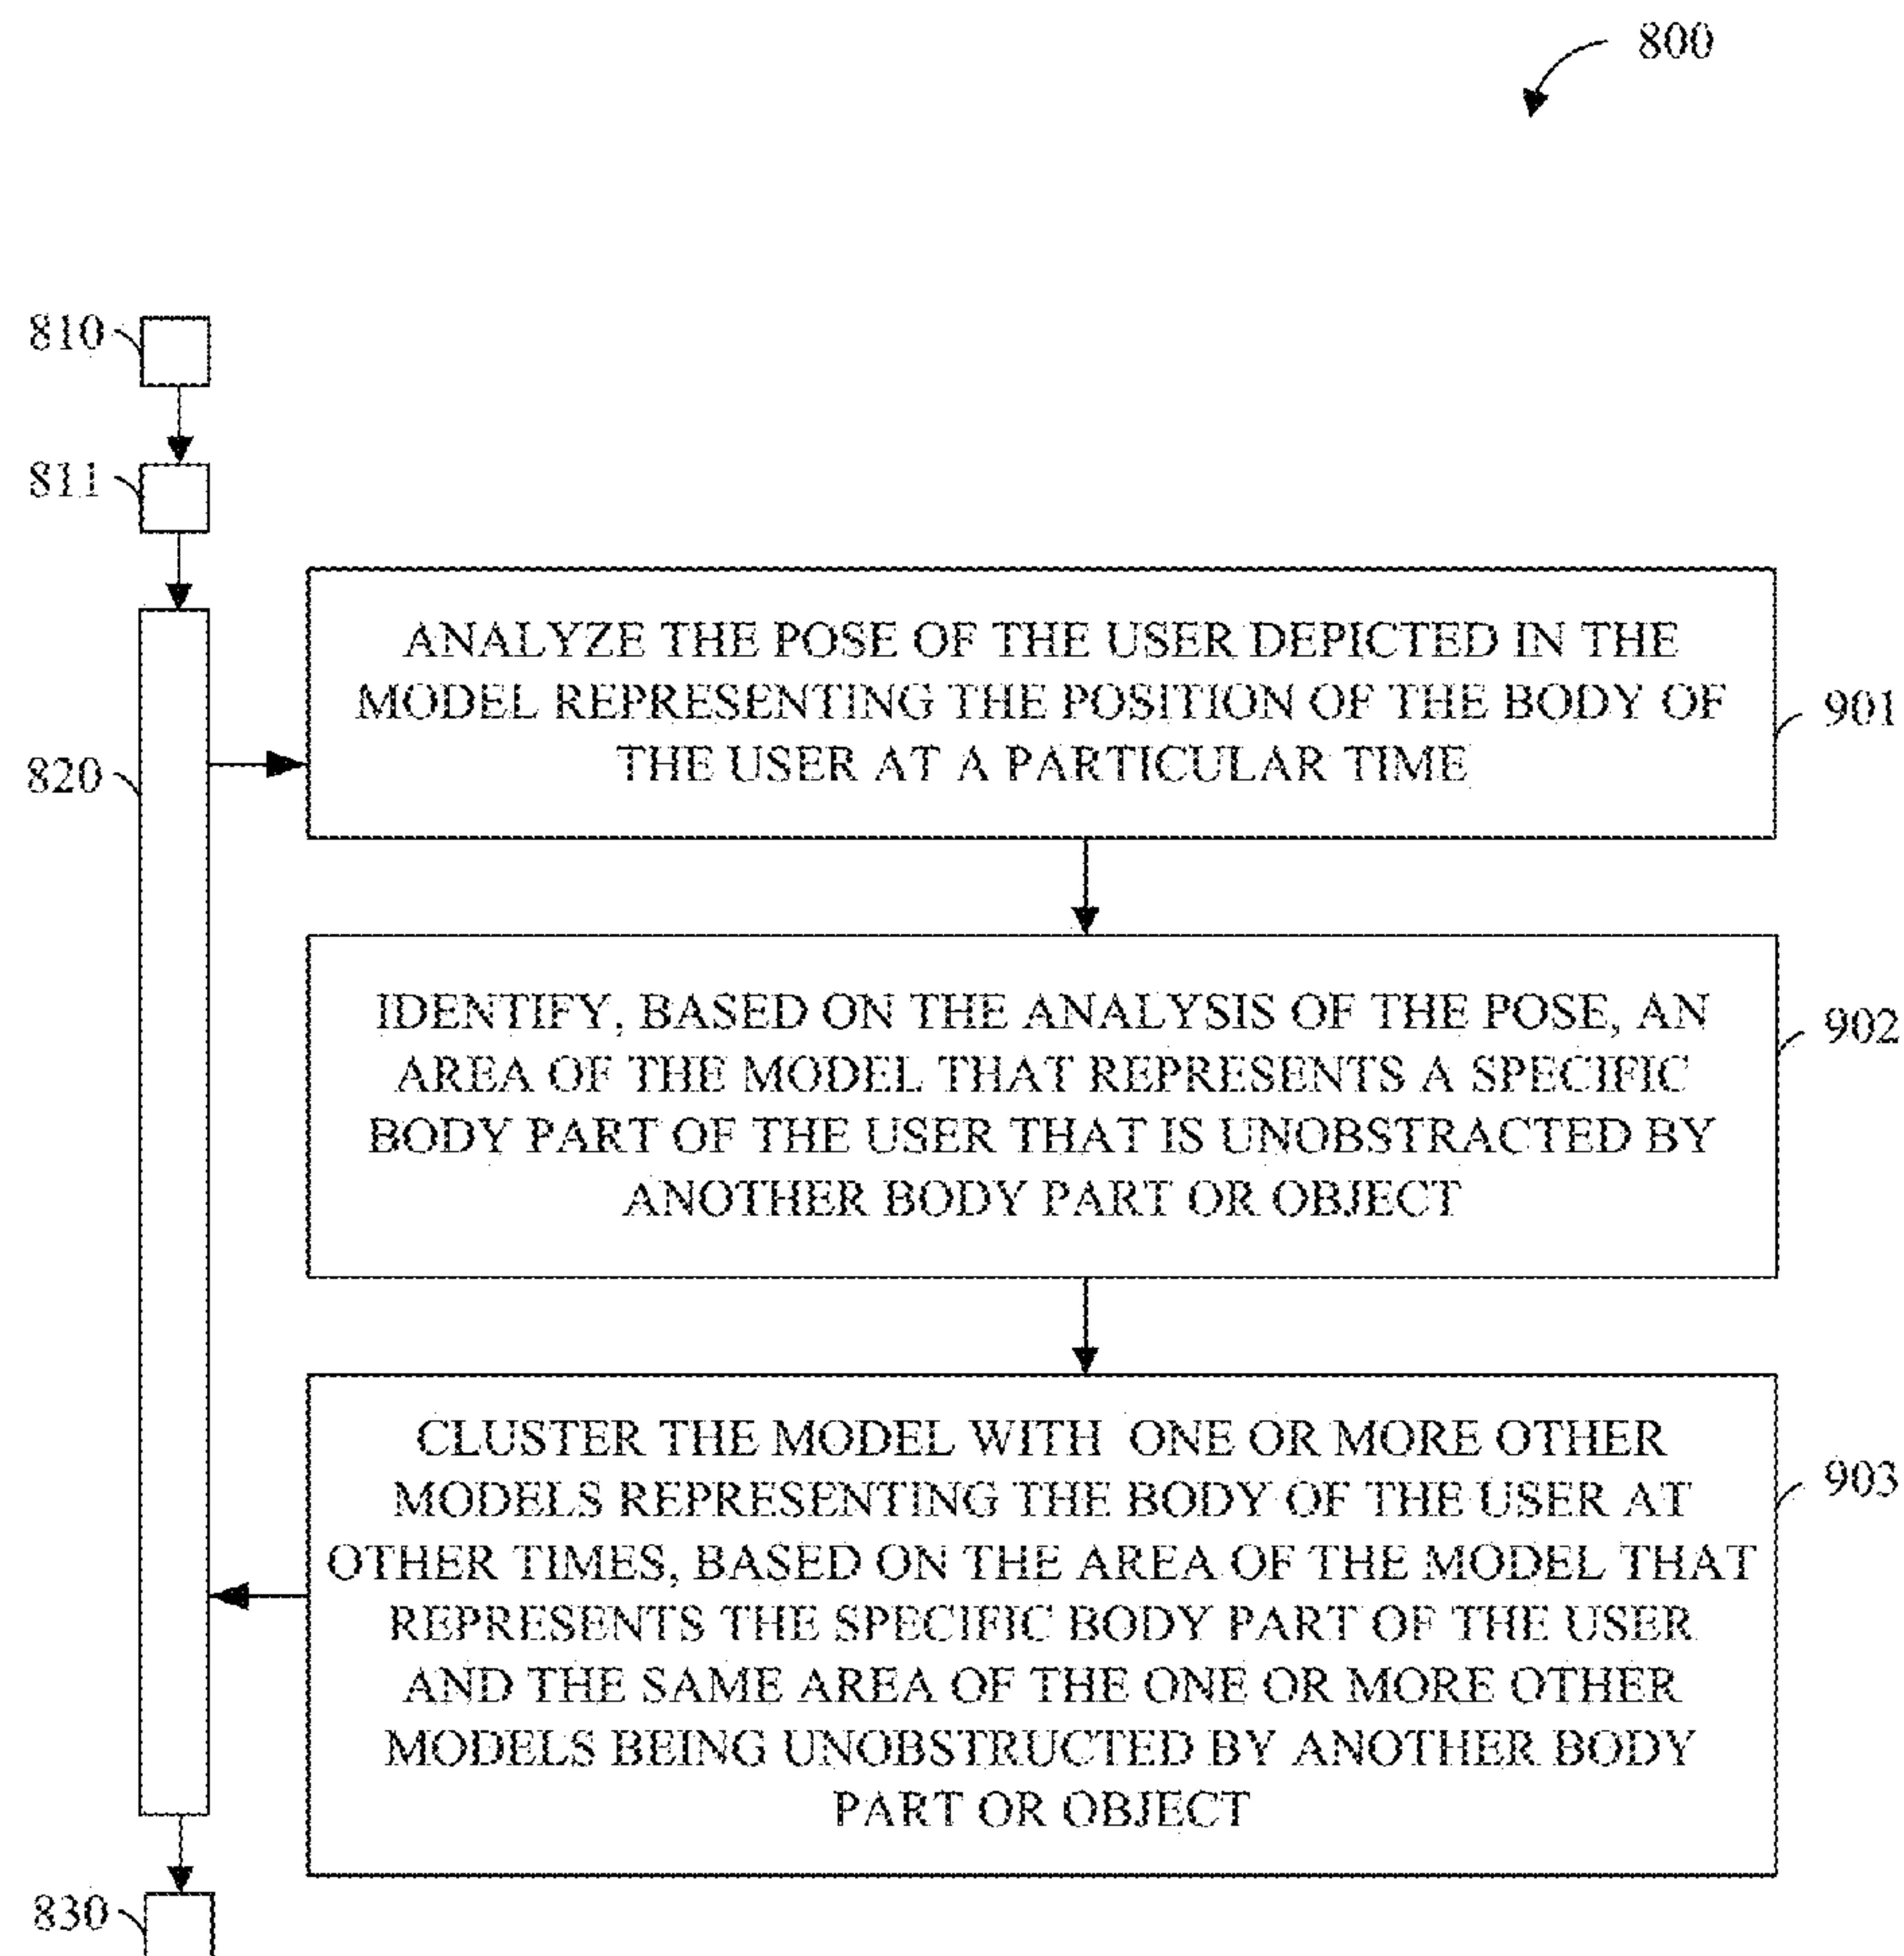 800
810
811
820
ANALYZE THE POSE OF THE USER DEPICTED IN THE
MODEL REPRESENTING THE POSITION OF THE BODY OF
THE USER AT A PARTICULAR TIME
901
IDENTIFY, BASED ON THE ANALYSIS OF THE POSE, AN
AREA OF THE MODEL THAT REPRESENTS A SPECIFIC
BODY PART OF THE USER THAT IS UNOBSTRACTED BY
ANOTHER BODY PART OR OBJECT
902
CLUSTER THE MODEL WITH ONE OR MORE OTHER
MODELS REPRESENTING THE BODY OF THE USER AT
OTHER TIMES, BASED ON THE AREA OF THE MODEL THAT
REPRESENTS THE SPECIFIC BODY PART OF THE USER
AND THE SAME AREA OF THE ONE OR MORE OTHER
MODELS BEING UNOBSTRUCTED BY ANOTHER BODY
PART OR OBJECT
903
830